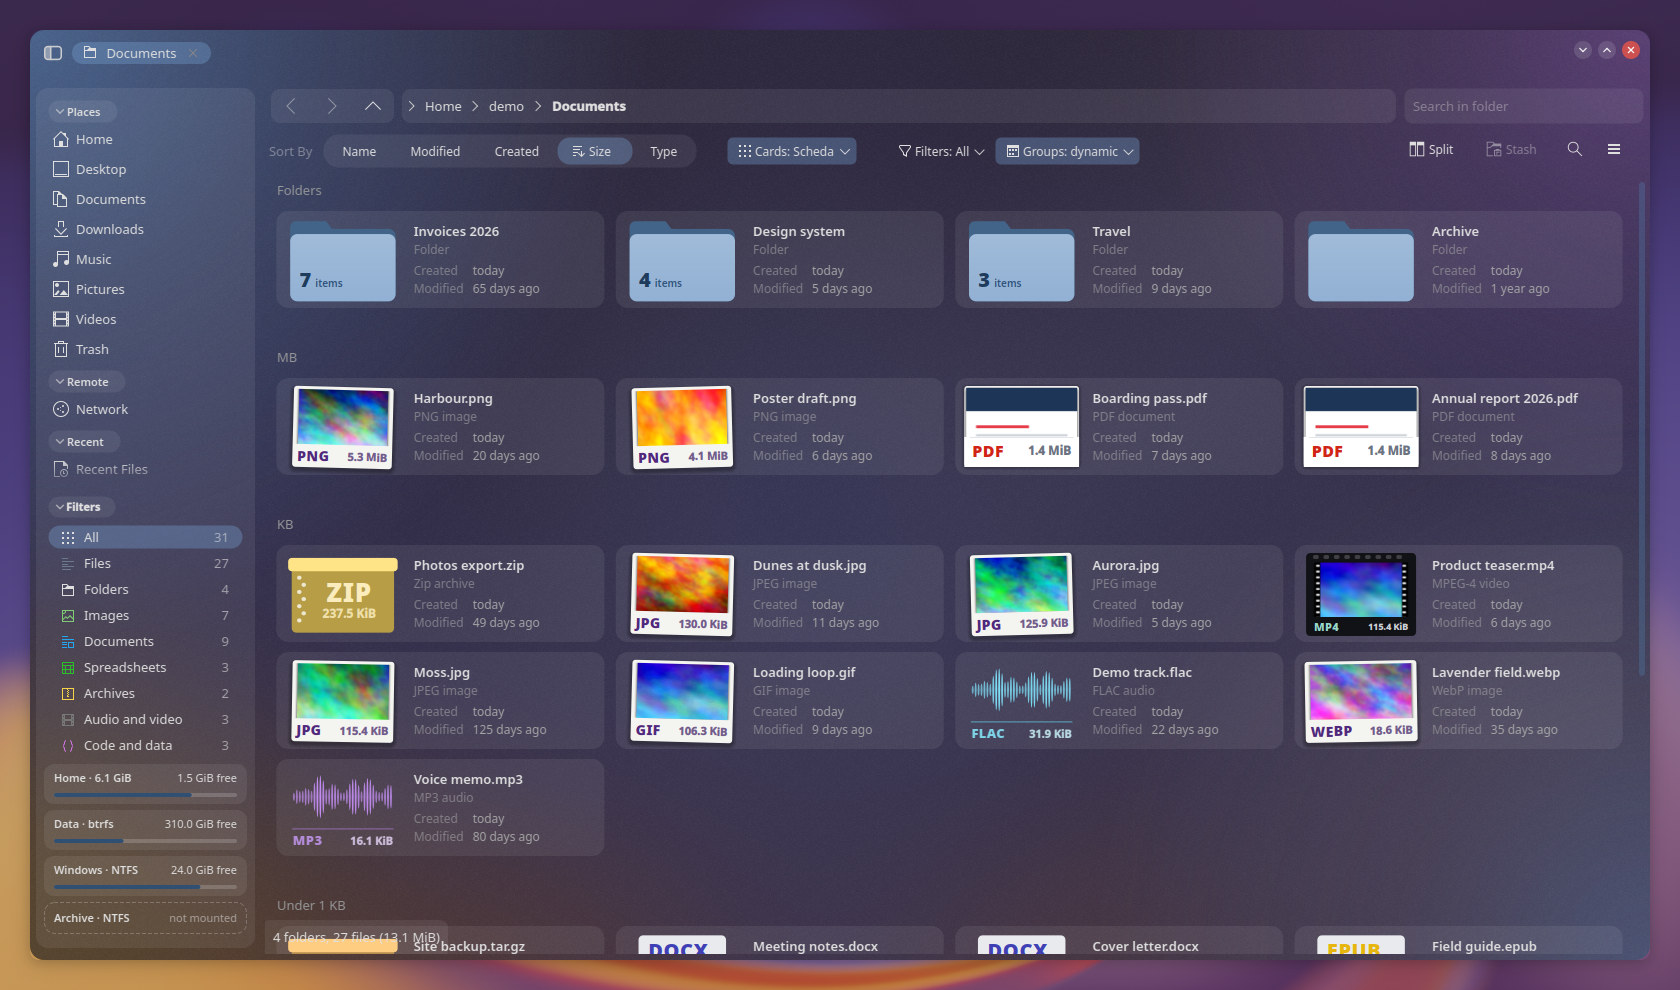 Documents
Places
Home
Desktop
Documents
Downloads
Music
Pictures
Videos
Trash
Remote
Network
Recent
Recent Files
Filters
All 31
Files 27
Folders 4
Images 7
Documents 9
Spreadsheets 3
Archives 2
Audio and video 3
Code and data 3
Home · 6.1 GiB 1.5 GiB free
Data · btrfs 310.0 GiB free
Windows · NTFS 24.0 GiB free
Archive · NTFS not mounted
Home demo Documents
Search in folder
Sort By Name Modified Created Size Type Cards: Scheda Filters: All Groups: dynamic Split Stash
Folders
7 items
Invoices 2026
Folder
Created today
Modified 65 days ago
4 items
Design system
Folder
Created today
Modified 5 days ago
3 items
Travel
Folder
Created today
Modified 9 days ago
Archive
Folder
Created today
Modified 1 year ago
MB
PNG 5.3 MiB
Harbour.png
PNG image
Created today
Modified 20 days ago
PNG 4.1 MiB
Poster draft.png
PNG image
Created today
Modified 6 days ago
PDF 1.4 MiB
Boarding pass.pdf
PDF document
Created today
Modified 7 days ago
PDF 1.4 MiB
Annual report 2026.pdf
PDF document
Created today
Modified 8 days ago
KB
ZIP
237.5 KiB
Photos export.zip
Zip archive
Created today
Modified 49 days ago
JPG 130.0 KiB
Dunes at dusk.jpg
JPEG image
Created today
Modified 11 days ago
JPG 125.9 KiB
Aurora.jpg
JPEG image
Created today
Modified 5 days ago
MP4 115.4 KiB
Product teaser.mp4
MPEG-4 video
Created today
Modified 6 days ago
JPG 115.4 KiB
Moss.jpg
JPEG image
Created today
Modified 125 days ago
GIF 106.3 KiB
Loading loop.gif
GIF image
Created today
Modified 9 days ago
FLAC 31.9 KiB
Demo track.flac
FLAC audio
Created today
Modified 22 days ago
WEBP 18.6 KiB
Lavender field.webp
WebP image
Created today
Modified 35 days ago
MP3 16.1 KiB
Voice memo.mp3
MP3 audio
Created today
Modified 80 days ago
Under 1 KB
4 folders, 27 files (13.1 MiB)
Site backup.tar.gz
DOCX
Meeting notes.docx
DOCX
Cover letter.docx
EPUB
Field guide.epub